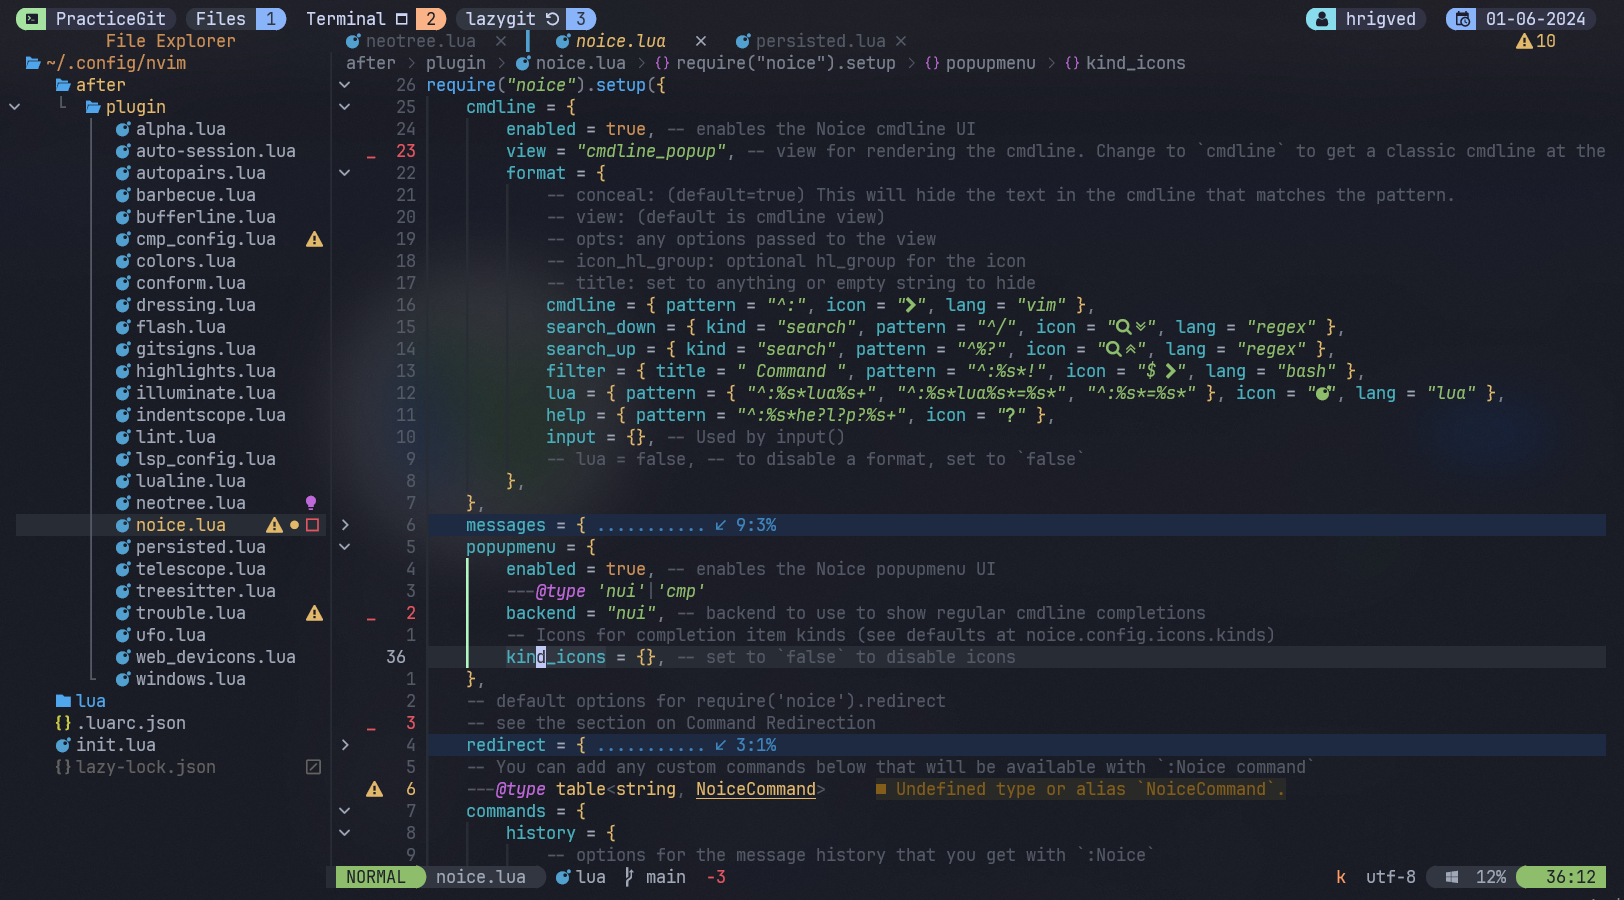 PracticeGit Files 1 Terminal 2 lazygit 3 hrigved 01-06-2024
File Explorer neotree.lua × noice.lua × persisted.lua × 10
~/.config/nvim after > plugin > noice.lua > {} require("noice").setup > {} popupmenu > {} kind_icons
after 26 require("noice").setup({
plugin 25 cmdline = {
alpha.lua 24 enabled = true, -- enables the Noice cmdline UI
auto-session.lua _ 23 view = "cmdline_popup", -- view for rendering the cmdline. Change to `cmdline` to get a classic cmdline at the
autopairs.lua 22 format = {
barbecue.lua 21 -- conceal: (default=true) This will hide the text in the cmdline that matches the pattern.
bufferline.lua 20 -- view: (default is cmdline view)
cmp_config.lua 19 -- opts: any options passed to the view
colors.lua 18 -- icon_hl_group: optional hl_group for the icon
conform.lua 17 -- title: set to anything or empty string to hide
dressing.lua 16 cmdline = { pattern = "^:", icon = "", lang = "vim" },
flash.lua 15 search_down = { kind = "search", pattern = "^/", icon = " ", lang = "regex" },
gitsigns.lua 14 search_up = { kind = "search", pattern = "^%?", icon = " ", lang = "regex" },
highlights.lua 13 filter = { title = " Command ", pattern = "^:%s*!", icon = "$ ", lang = "bash" },
illuminate.lua 12 lua = { pattern = { "^:%s*lua%s+", "^:%s*lua%s*=%s*", "^:%s*=%s*" }, icon = "", lang = "lua" },
indentscope.lua 11 help = { pattern = "^:%s*he?l?p?%s+", icon = "?" },
lint.lua 10 input = {}, -- Used by input()
lsp_config.lua 9 -- lua = false, -- to disable a format, set to `false`
lualine.lua 8 },
neotree.lua 7 },
noice.lua 6 messages = { ........... ↙ 9:3%
persisted.lua 5 popupmenu = {
telescope.lua 4 enabled = true, -- enables the Noice popupmenu UI
treesitter.lua 3 ---@type 'nui'|'cmp'
trouble.lua _ 2 backend = "nui", -- backend to use to show regular cmdline completions
ufo.lua 1 -- Icons for completion item kinds (see defaults at noice.config.icons.kinds)
web_devicons.lua 36 kind_icons = {}, -- set to `false` to disable icons
windows.lua 1 },
lua 2 -- default options for require('noice').redirect
{} .luarc.json _ 3 -- see the section on Command Redirection
init.lua 4 redirect = { ........... ↙ 3:1%
{} lazy-lock.json 5 -- You can add any custom commands below that will be available with `:Noice command`
6 ---@type table<string, NoiceCommand> ■ Undefined type or alias `NoiceCommand`.
7 commands = {
8 history = {
9 -- options for the message history that you get with `:Noice`
NORMAL noice.lua lua main -3 k utf-8 12% 36:12